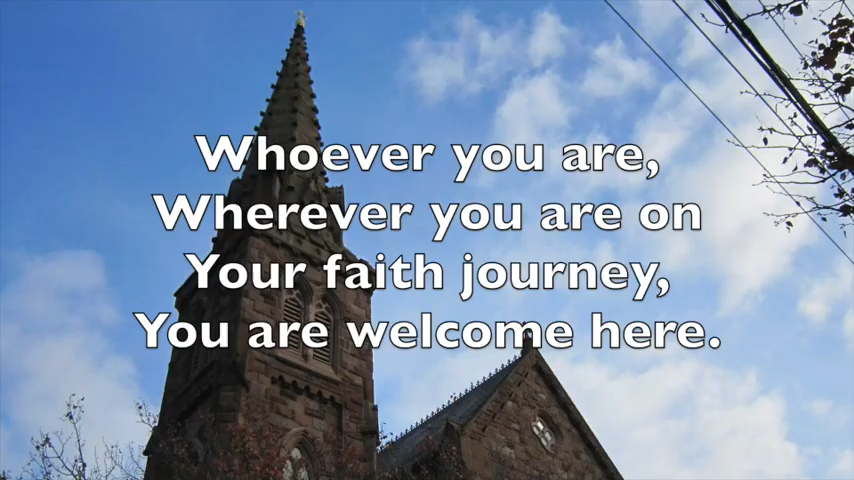 Whoever you are,
Wherever you are on
Your faith journey,
You are welcome here.